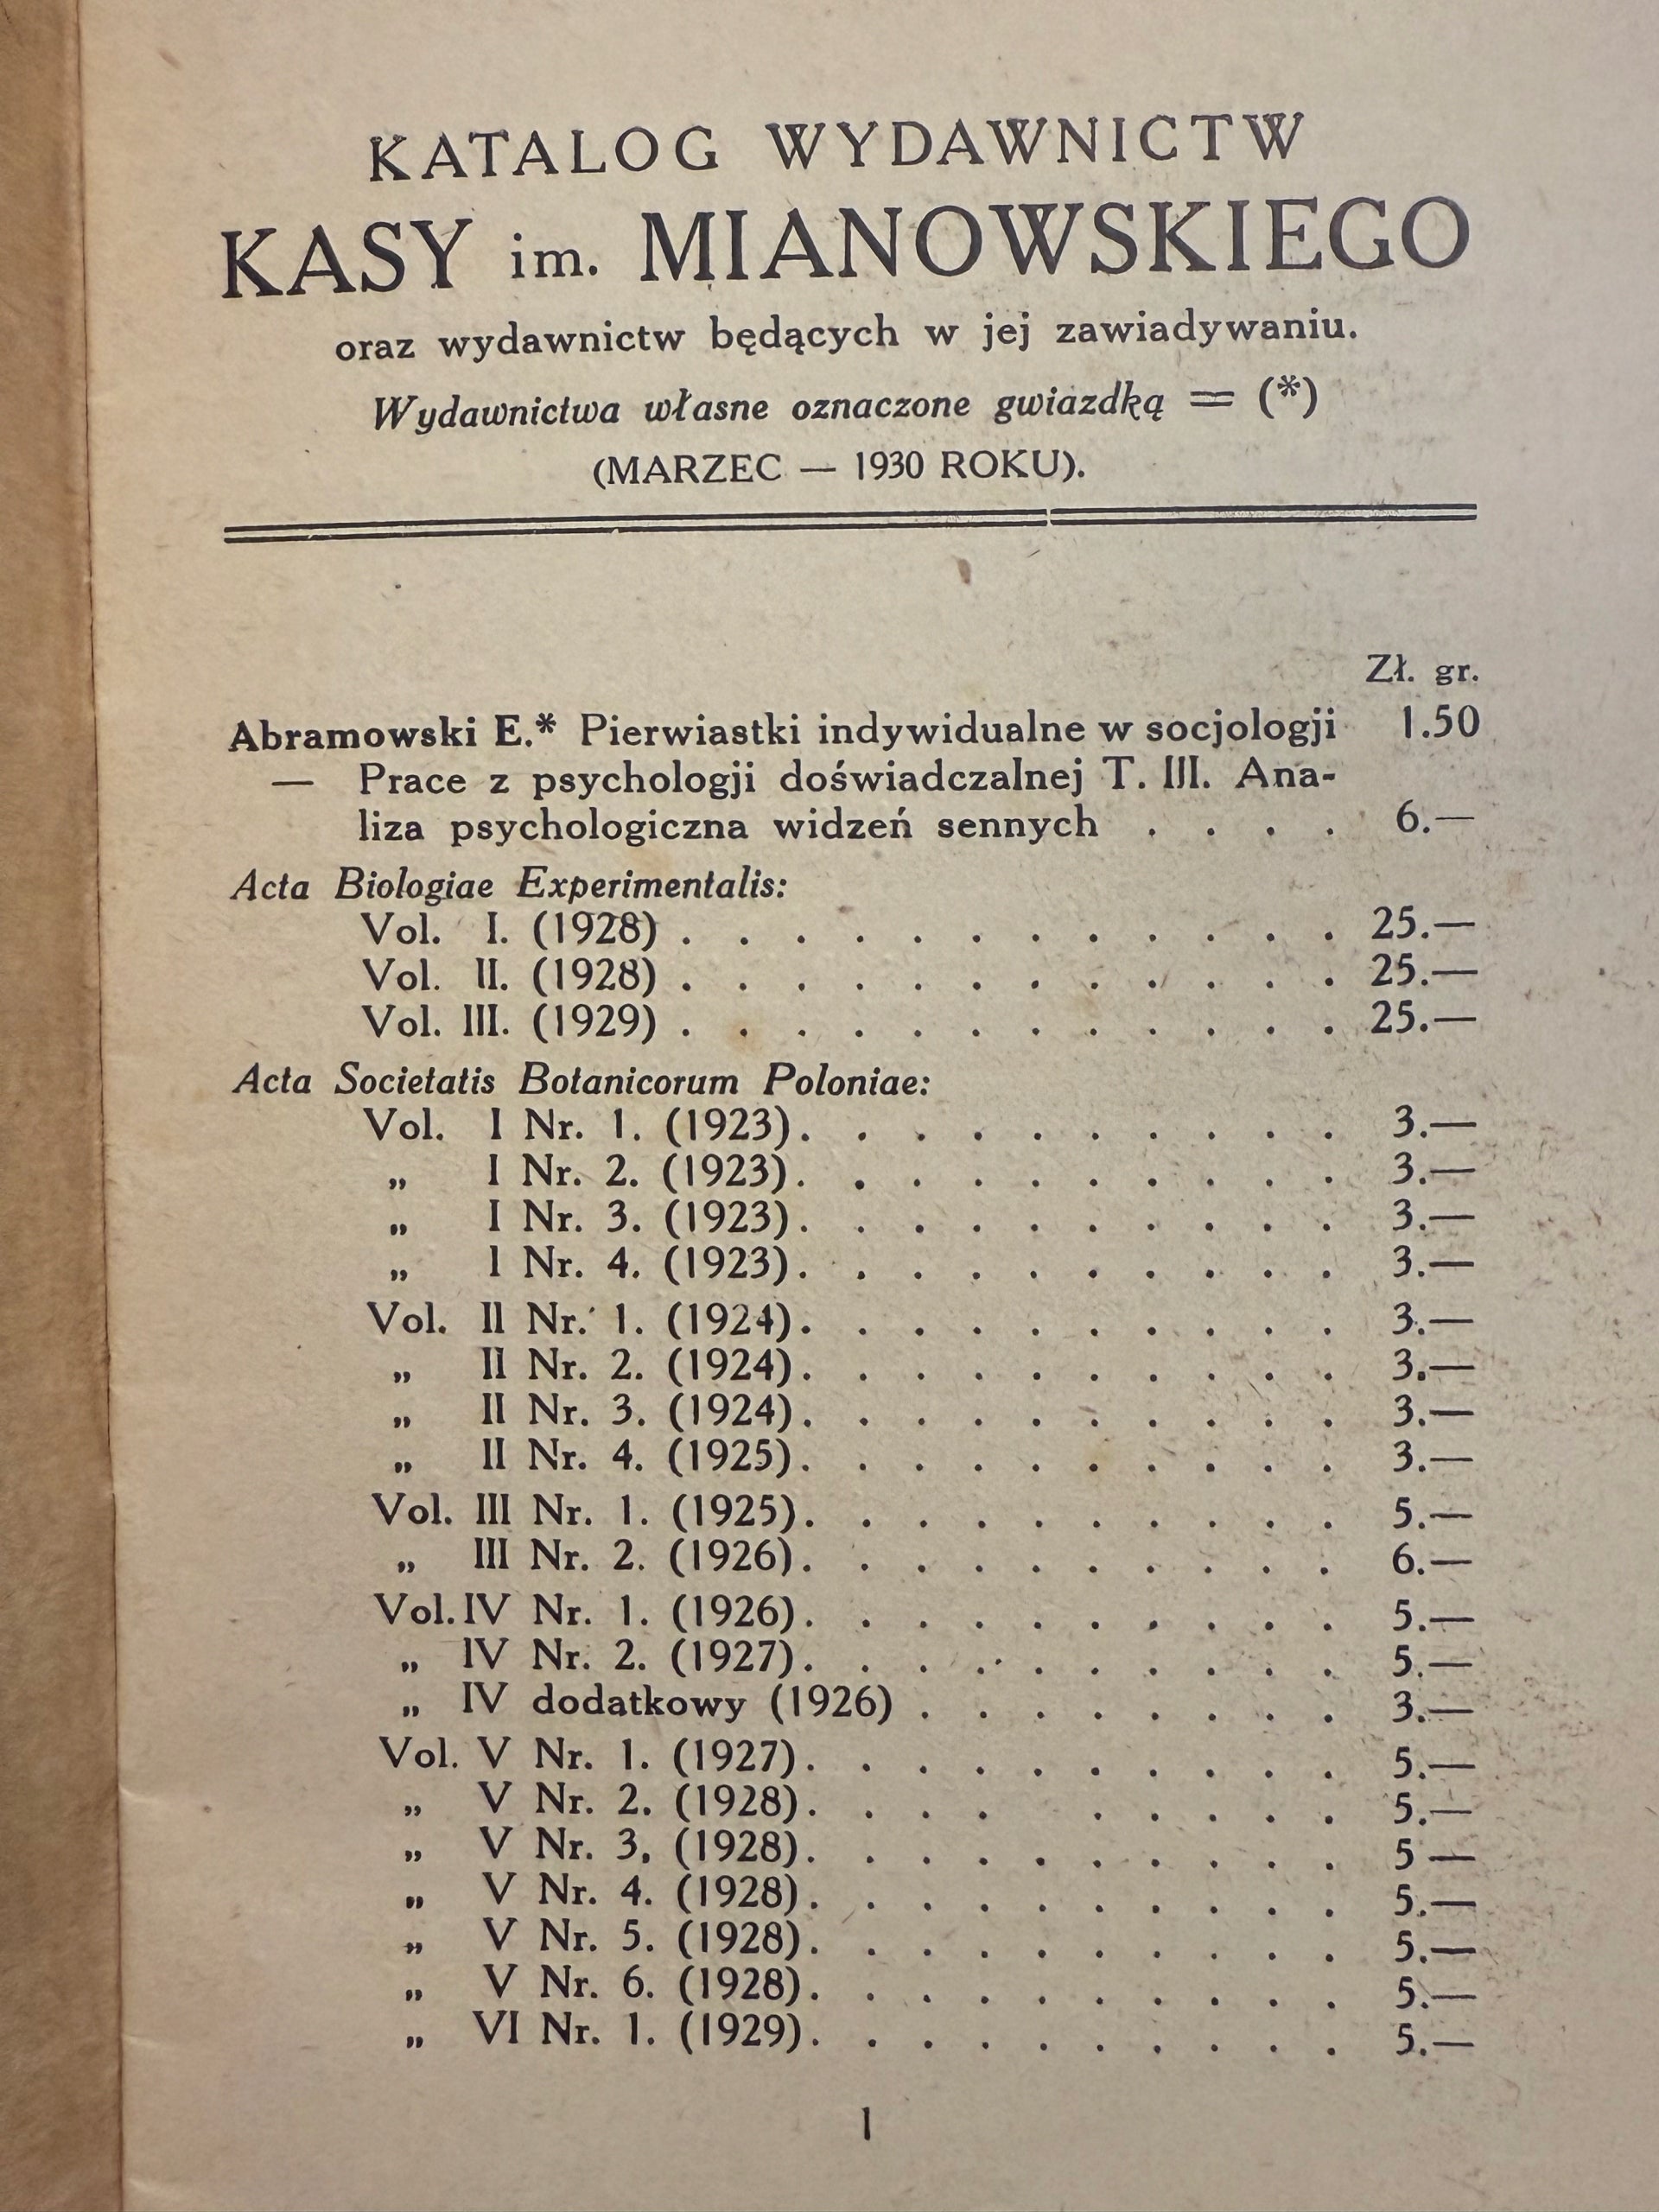 KATALOG WYDAWNICTW
KASY im. MIANOWSKIEGO
oraz wydawnictw będących w jej zawiadywaniu.
Wydawnictwa własne oznaczone gwiazdką = (*)
(MARZEC — 1930 ROKU).
Zł. gr.
Abramowski E.* Pierwiastki indywidualne w socjologji 1.50
— Prace z psychologji doświadczalnej T. III. Ana-
liza psychologiczna widzeń sennych . . . . 6.—
Acta Biologiae Experimentalis:
Vol. I. (1928) . . . . . . . . . . . . 25.—
Vol. II. (1928) . . . . . . . . . . . . 25.—
Vol. III. (1929) . . . . . . . . . . . . 25.—
Acta Societatis Botanicorum Poloniae:
Vol. I Nr. 1. (1923). . . . . . . . . . 3.—
„ I Nr. 2. (1923). . . . . . . . . . 3.—
„ I Nr. 3. (1923). . . . . . . . . . 3.—
„ I Nr. 4. (1923). . . . . . . . . . 3.—
Vol. II Nr. 1. (1924). . . . . . . . . . 3.—
„ II Nr. 2. (1924). . . . . . . . . . 3.—
„ II Nr. 3. (1924). . . . . . . . . . 3.—
„ II Nr. 4. (1925). . . . . . . . . . 3.—
Vol. III Nr. 1. (1925). . . . . . . . . . 5.—
„ III Nr. 2. (1926). . . . . . . . . . 6.—
Vol. IV Nr. 1. (1926). . . . . . . . . . 5.—
„ IV Nr. 2. (1927). . . . . . . . . . 5.—
„ IV dodatkowy (1926) . . . . . . . . 3.—
Vol. V Nr. 1. (1927). . . . . . . . . . 5.—
„ V Nr. 2. (1928). . . . . . . . . 5.—
„ V Nr. 3, (1928). . . . . . . . . . 5 —
„ V Nr. 4. (1928). . . . . . . . . . 5.—
„ V Nr. 5. (1928). . . . . . . . . . 5.—
„ V Nr. 6. (1928). . . . . . . . . . 5.—
„ VI Nr. 1. (1929). . . . . . . . . . 5.—
1